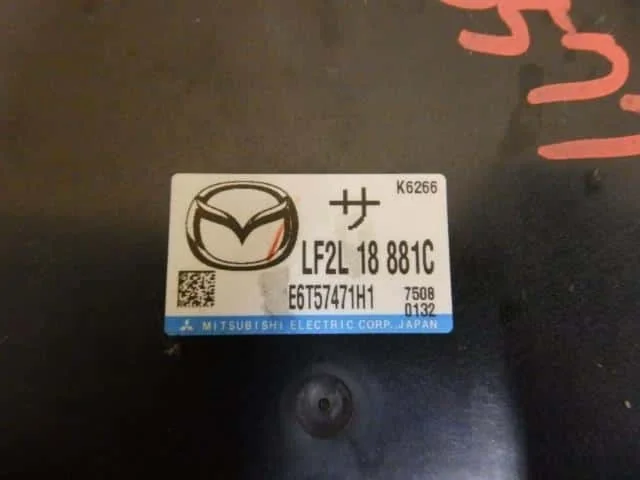 K6266
サ
LF2L 18 881C
E6T57471H1 7508
0132
MITSUBISHI ELECTRIC CORP. JAPAN